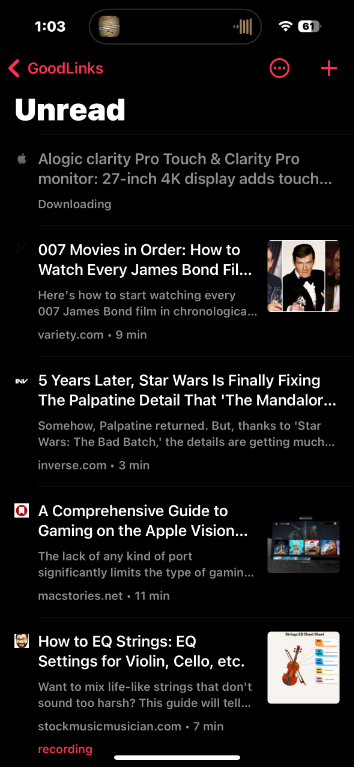 1:03
61
GoodLinks
Unread
Alogic clarity Pro Touch & Clarity Pro
monitor: 27-inch 4K display adds touch...
Downloading
007 Movies in Order: How to
Watch Every James Bond Fil...
Here's how to start watching every
007 James Bond film in chronologica...
variety.com • 9 min
INV
5 Years Later, Star Wars Is Finally Fixing
The Palpatine Detail That 'The Mandalor...
Somehow, Palpatine returned. But, thanks to 'Star
Wars: The Bad Batch,' the details are getting much...
inverse.com • 3 min
A Comprehensive Guide to
Gaming on the Apple Vision...
The lack of any kind of port
significantly limits the type of gamin...
macstories.net • 11 min
How to EQ Strings: EQ
Settings for Violin, Cello, etc.
Strings EQ Cheat Sheet
Want to mix life-like strings that don't
sound too harsh? This guide will tell...
stockmusicmusician.com • 7 min
recording